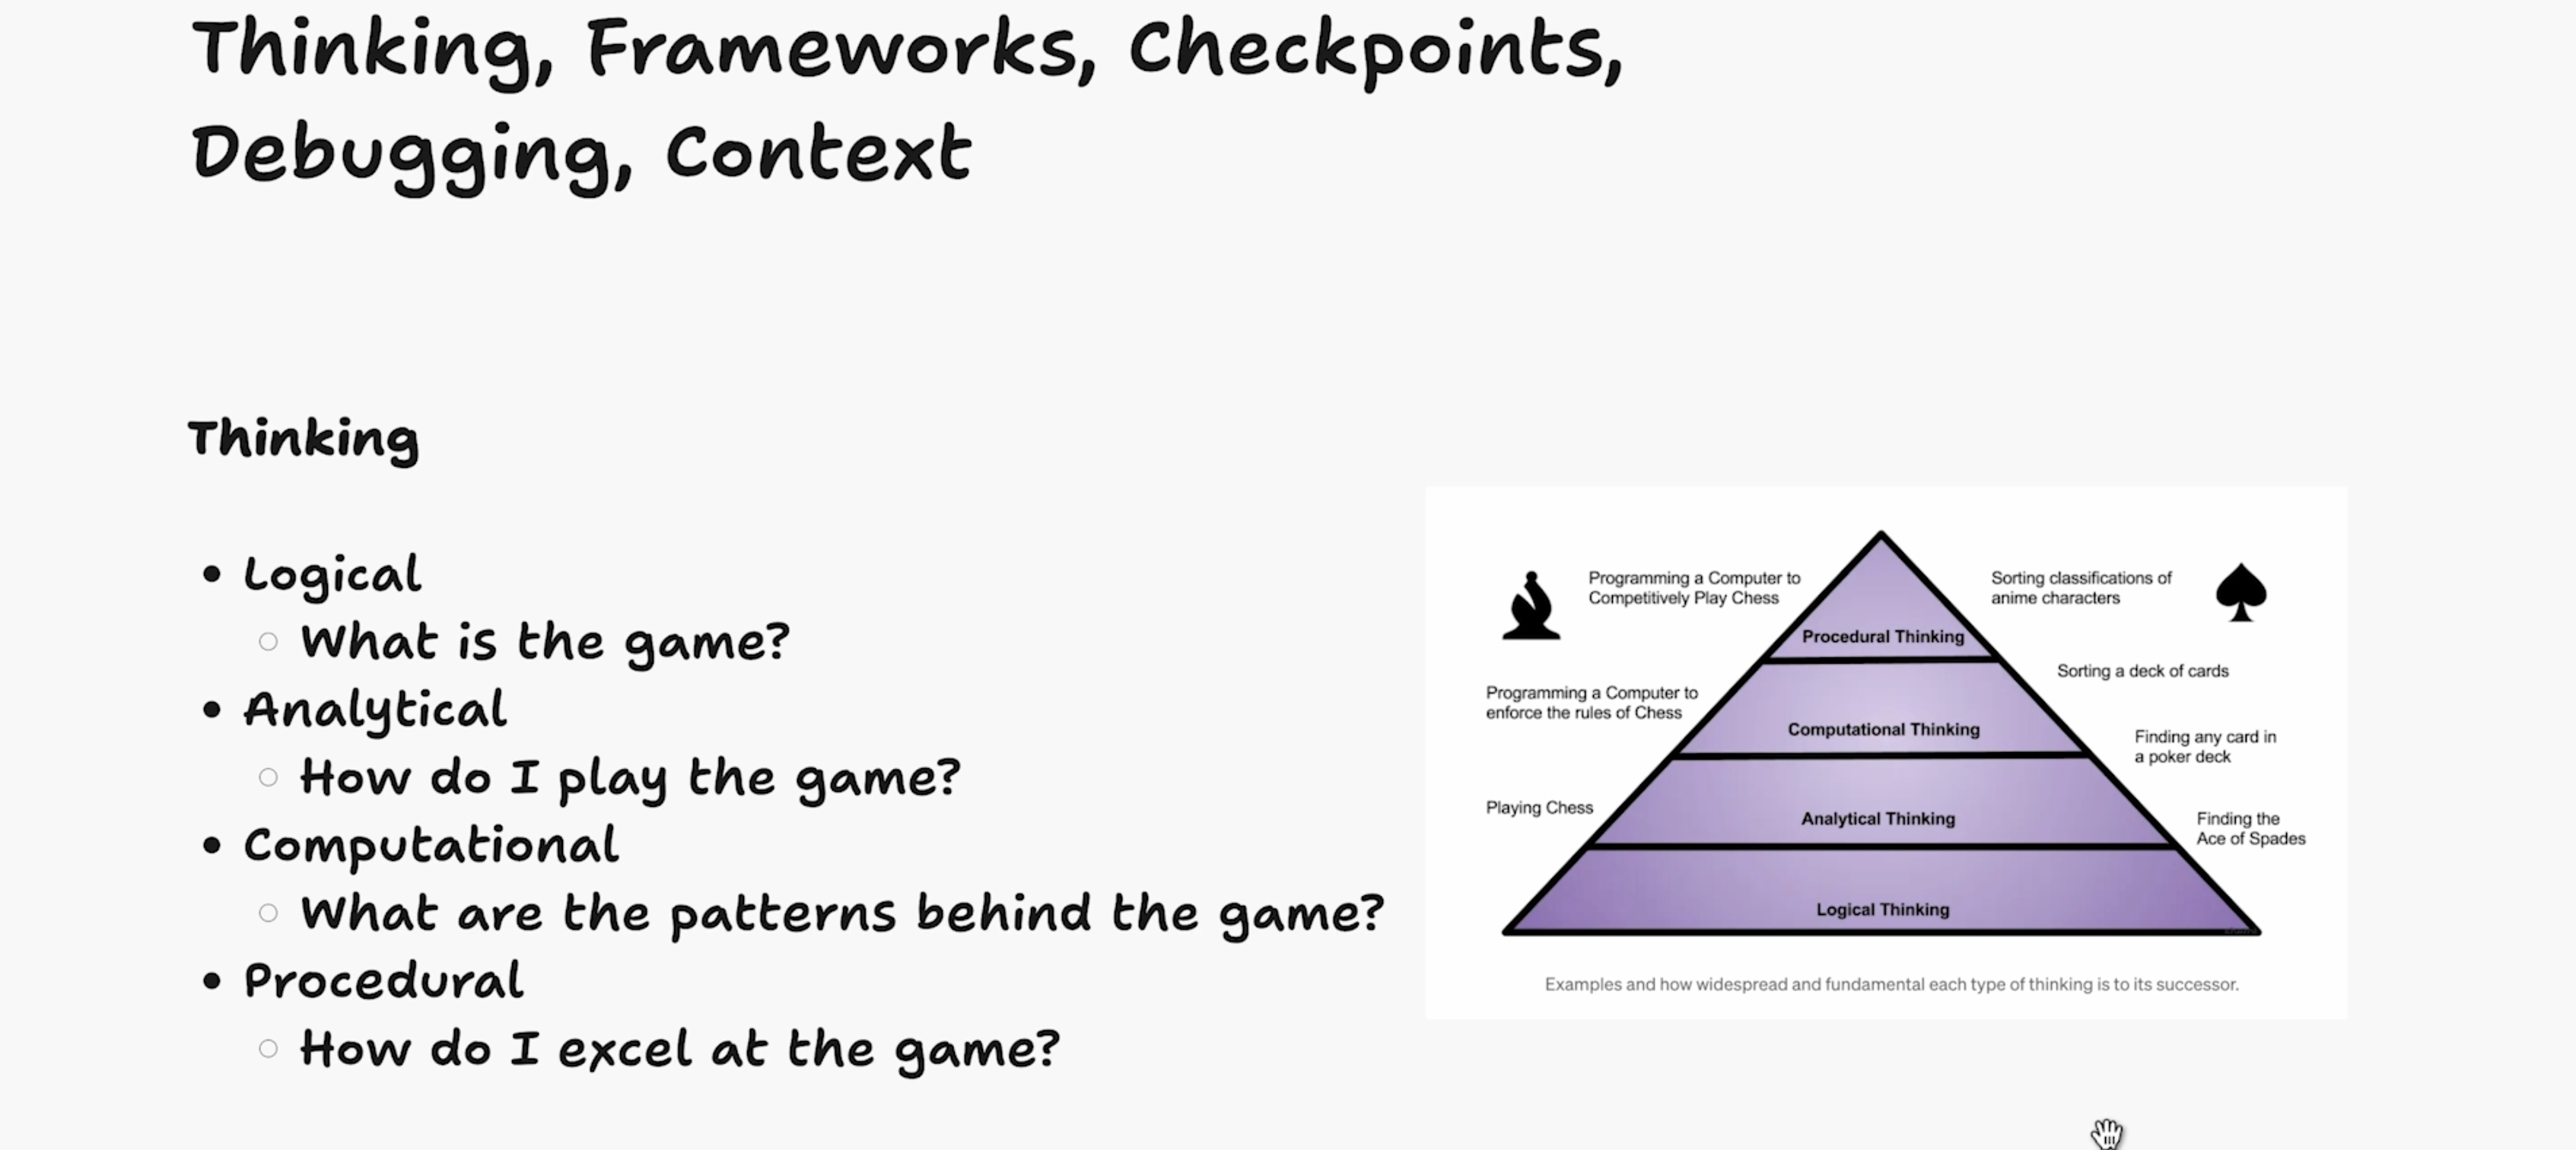 Thinking, Frameworks, Checkpoints,
Debugging, Context
Thinking
• Logical
○ What is the game?
• Analytical
○ How do I play the game?
• Computational
○ What are the patterns behind the game?
• Procedural
○ How do I excel at the game?
Programming a Computer to
Competitively Play Chess
Sorting classifications of
anime characters
Procedural Thinking
Sorting a deck of cards
Programming a Computer to
enforce the rules of Chess
Computational Thinking
Finding any card in
a poker deck
Playing Chess
Analytical Thinking
Finding the
Ace of Spades
Logical Thinking
Examples and how widespread and fundamental each type of thinking is to its successor.